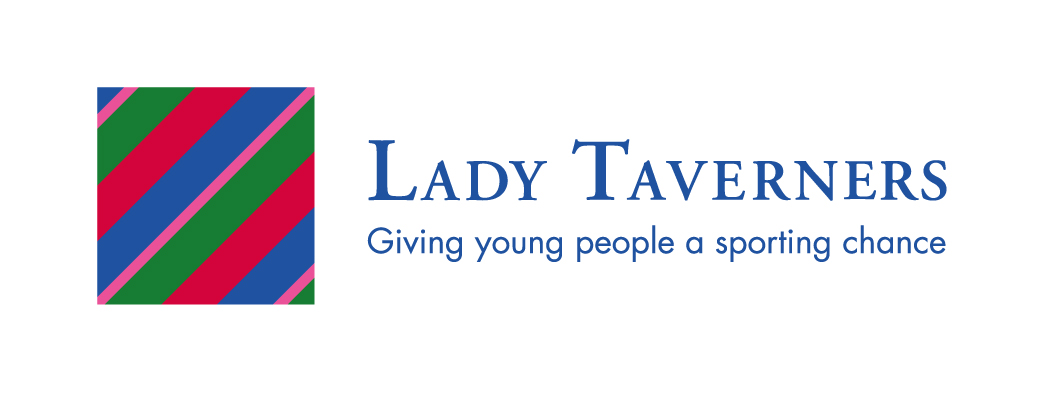 Lady Taverners
Giving young people a sporting chance